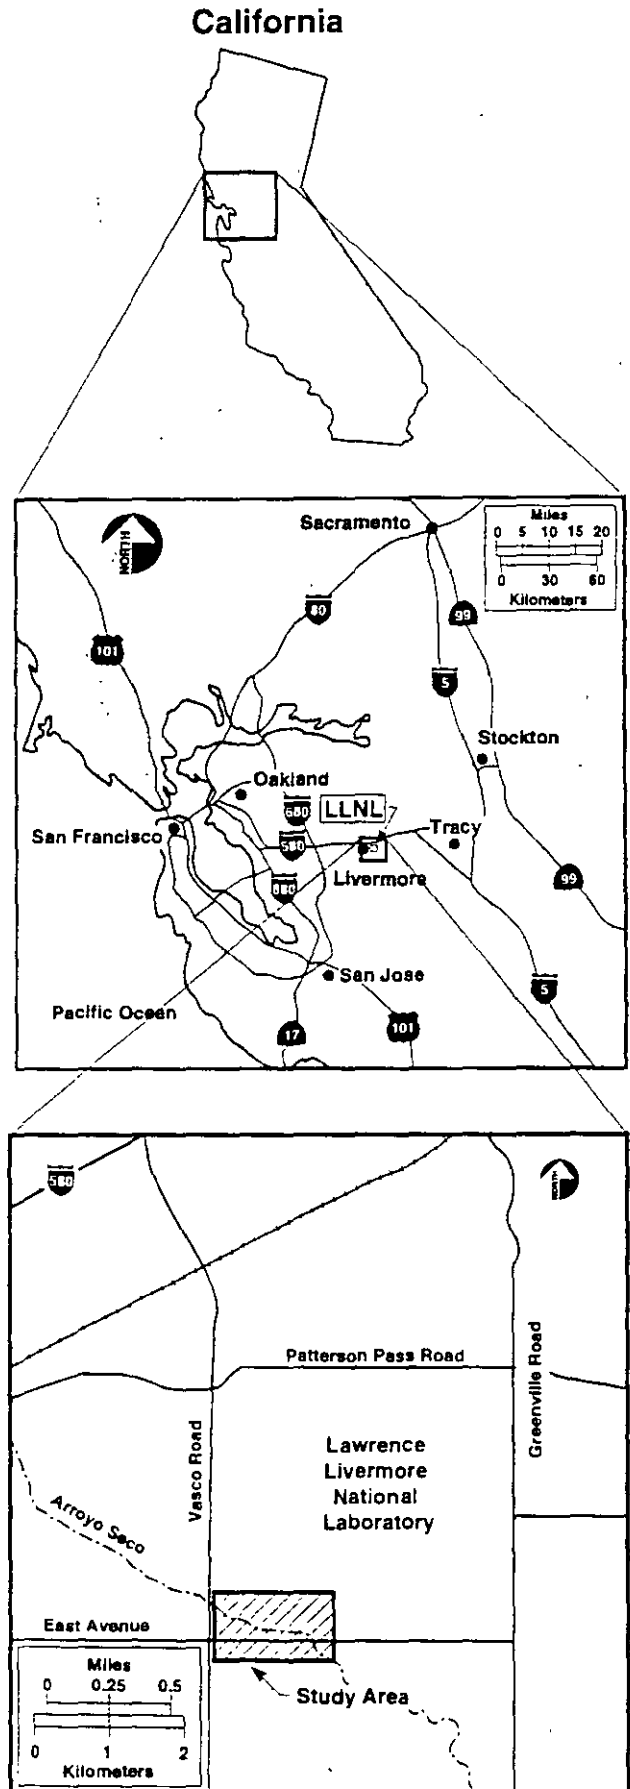 California
NORTH
Sacramento
Miles
0 5 10 15 20
0 30 60
Kilometers
80
99
101
5
Stockton
Oakland
680
LLNL
San Francisco
580
Tracy
Livermore
880
99
San Jose
5
Pacific Ocean
17
101
580
NORTH
Patterson Pass Road
Greenville Road
Vasco Road
Lawrence
Livermore
National
Laboratory
Arroyo Seco
East Avenue
Miles
0 0.25 0.5
0 1 2
Kilometers
Study Area